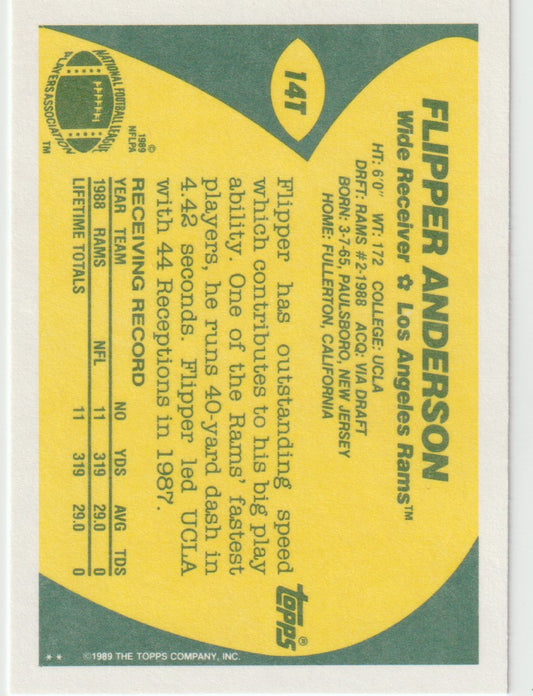 14T
FLIPPER ANDERSON
Wide Receiver ✿ Los Angeles Rams™
HT: 6'0" WT: 172 COLLEGE: UCLA
DRFT: RAMS #2-1988 ACQ: VIA DRAFT
BORN: 3-7-65, PAULSBORO, NEW JERSEY
HOME: FULLERTON, CALIFORNIA
Flipper has outstanding speed
which contributes to his big play
ability. One of the Rams' fastest
players, he runs 40-yard dash in
4.42 seconds. Flipper led UCLA
with 44 Receptions in 1987.
topps®
NATIONAL FOOTBALL LEAGUE
PLAYERS ASSOCIATION
TM
©
1989
NFLPA
RECEIVING RECORD
YEAR TEAM NO YDS AVG TDS
1988 RAMS NFL 11 319 29.0 0
LIFETIME TOTALS 11 319 29.0 0
** ©1989 THE TOPPS COMPANY, INC.